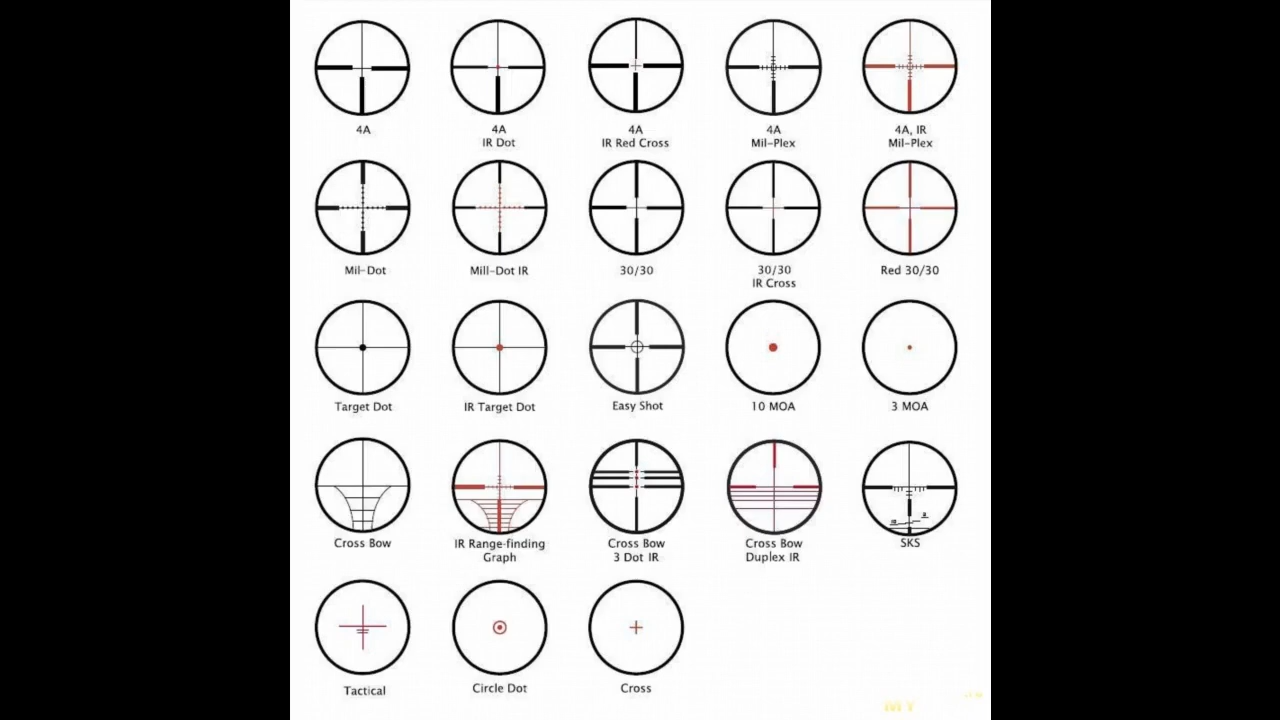 4A
4A
IR Dot
4A
IR Red Cross
4A
Mil-Plex
4A, IR
Mil-Plex
Mil-Dot
Mill-Dot IR
30/30
30/30
IR Cross
Red 30/30
Target Dot
IR Target Dot
Easy Shot
10 MOA
3 MOA
Cross Bow
IR Range-finding
Graph
Cross Bow
3 Dot IR
Cross Bow
Duplex IR
SKS
Tactical
Circle Dot
Cross
MY